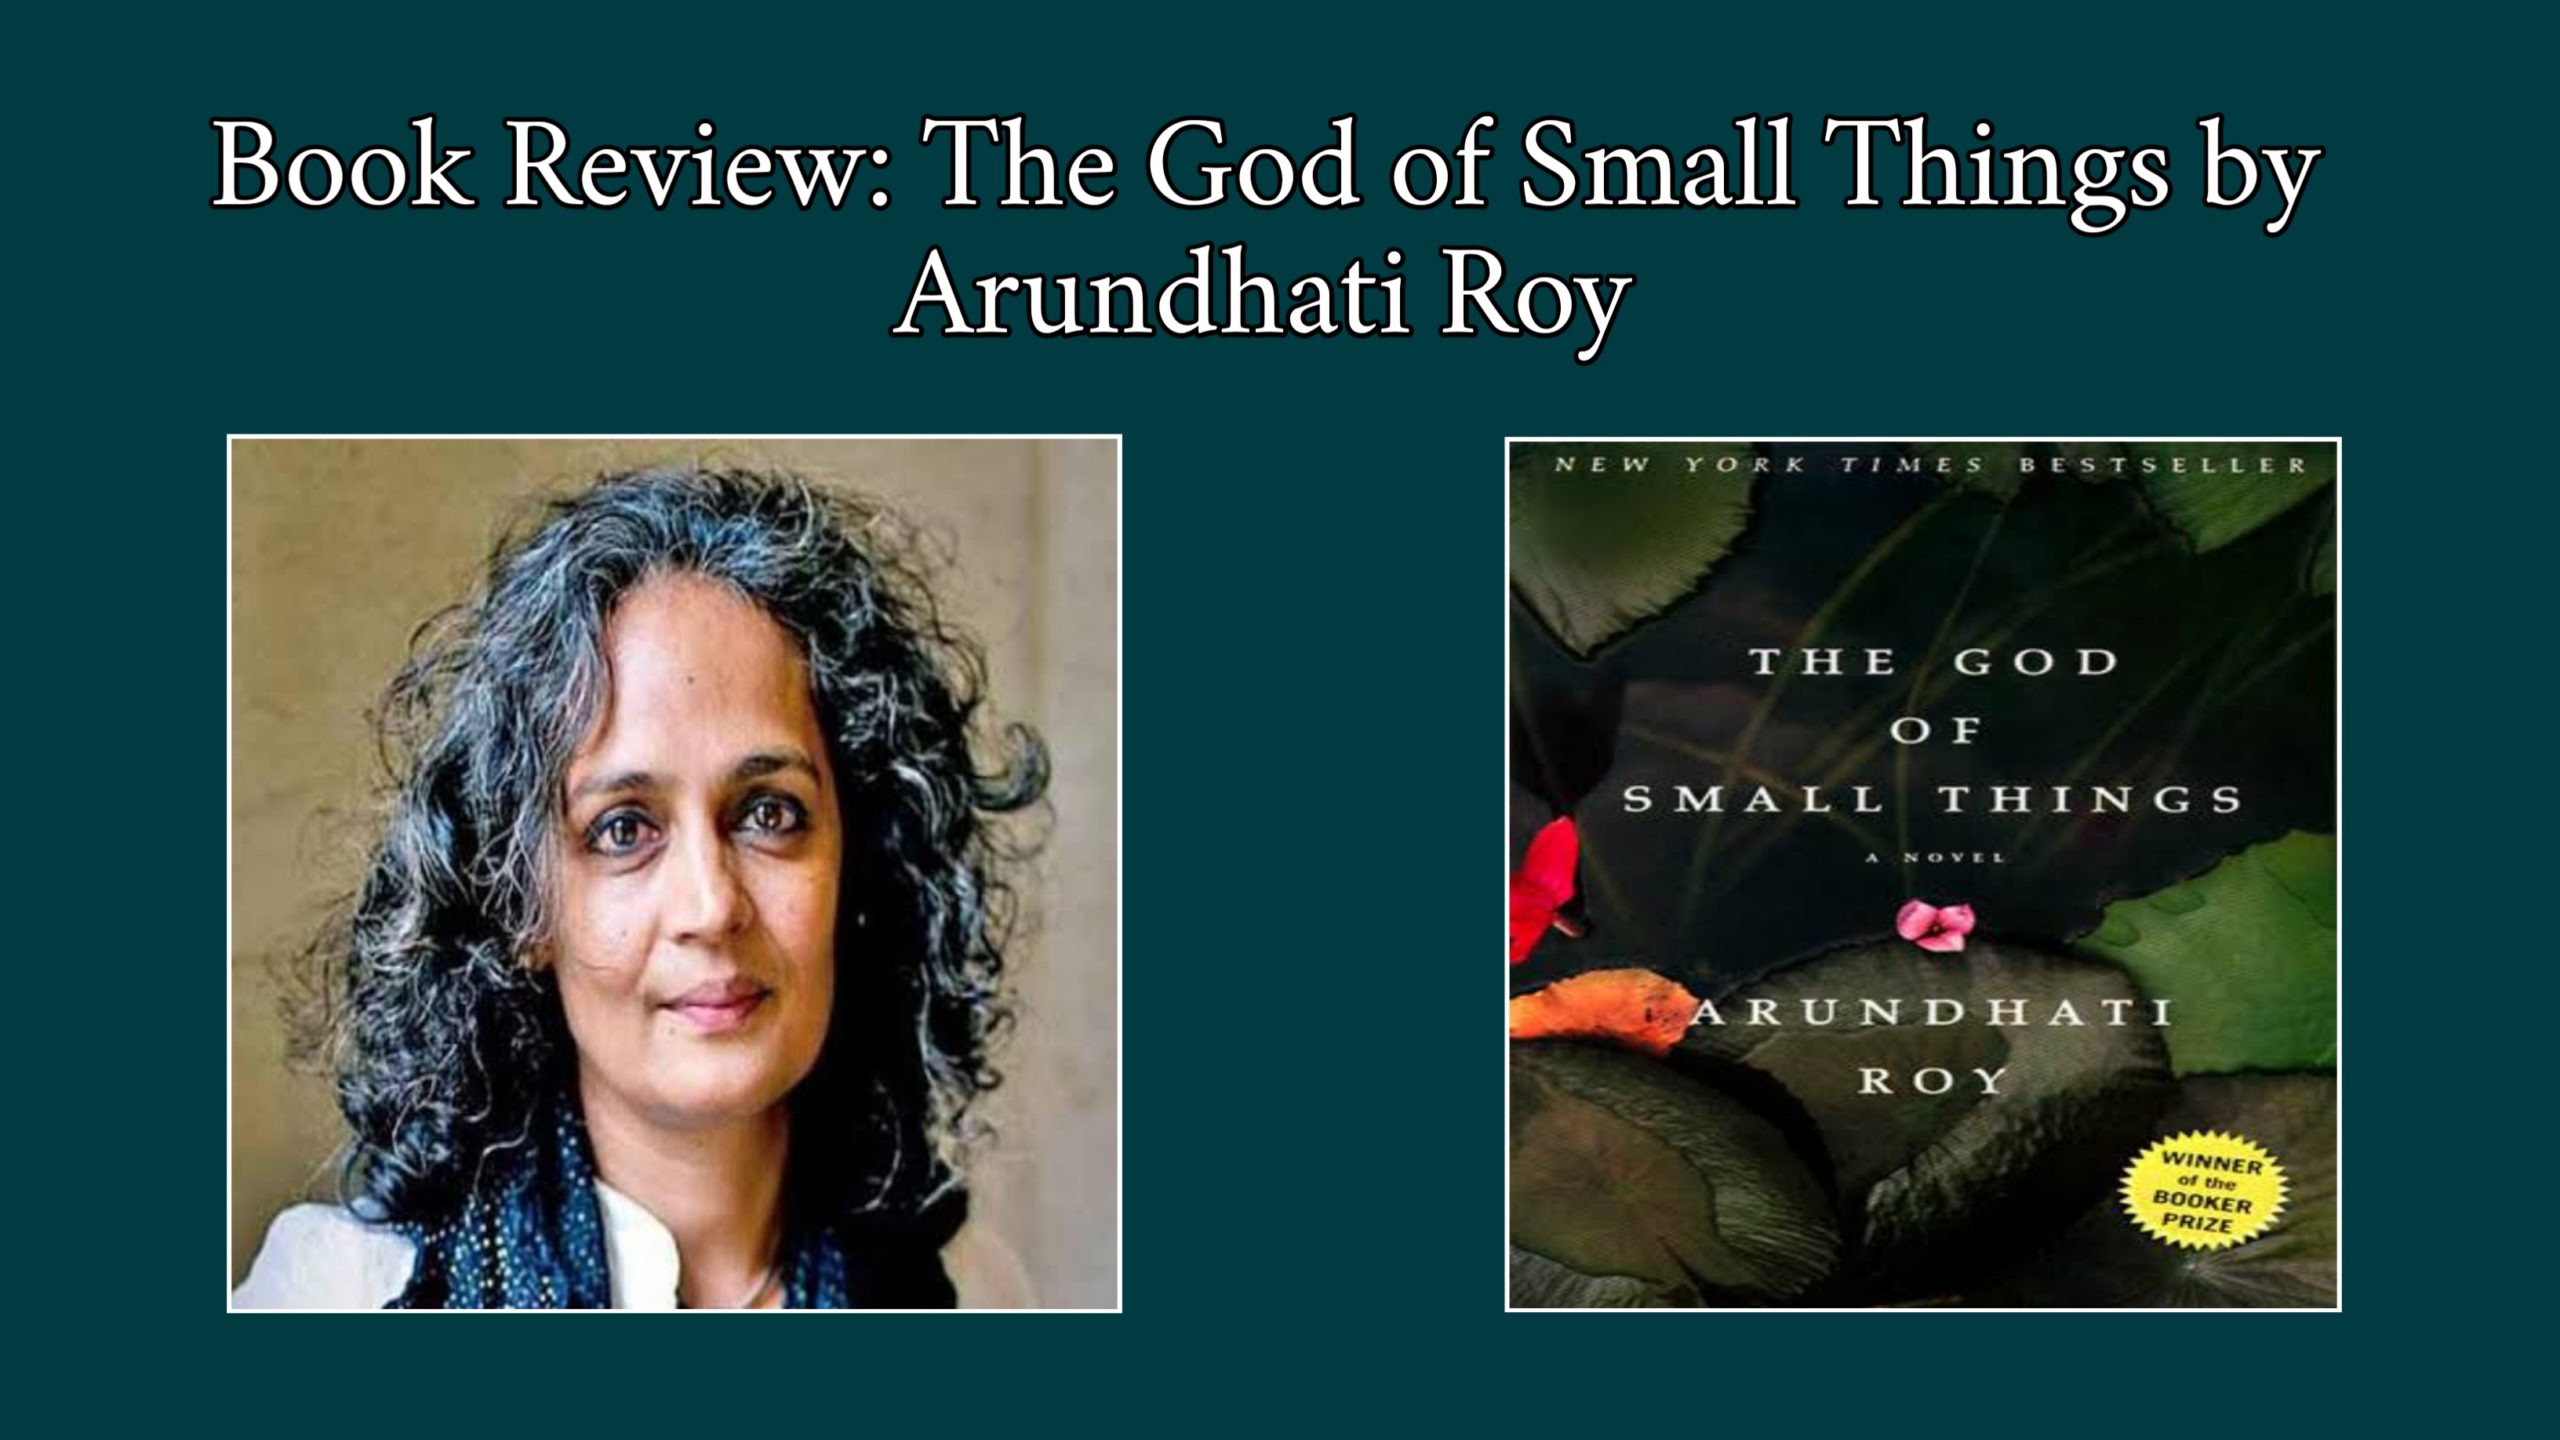 Book Review: The God of Small Things by
Arundhati Roy
NEW YORK TIMES BESTSELLER
THE GOD
OF
SMALL THINGS
A NOVEL
ARUNDHATI
ROY
WINNER
of the
BOOKER
PRIZE